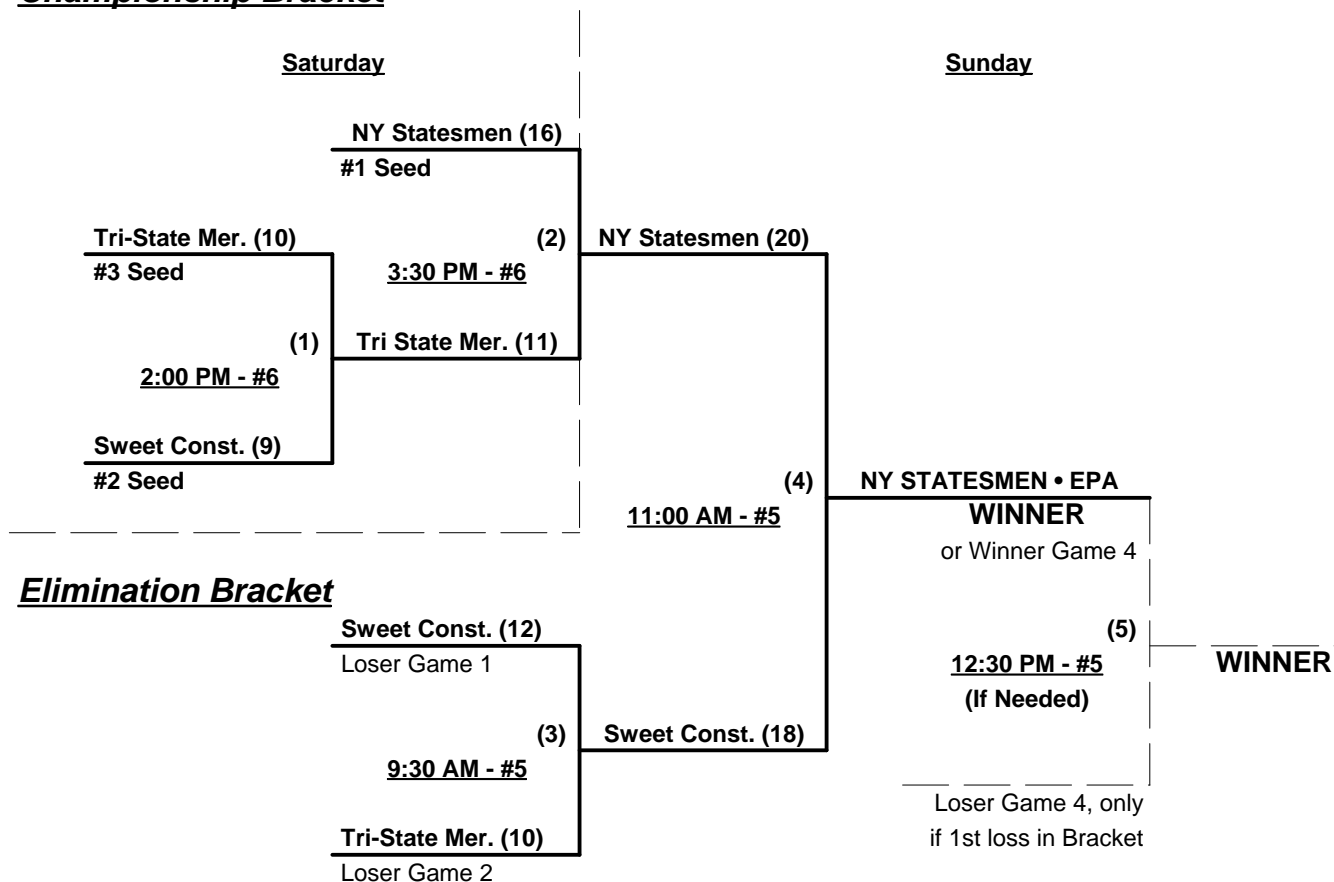 Championship Bracket
Saturday
Sunday
NY Statesmen (16)
#1 Seed
Tri-State Mer. (10)
(2)
NY Statesmen (20)
#3 Seed
3:30 PM - #6
(1)
Tri State Mer. (11)
2:00 PM - #6
Sweet Const. (9)
#2 Seed
(4)
NY STATESMEN • EPA
11:00 AM - #5
WINNER
or Winner Game 4
Elimination Bracket
Sweet Const. (12)
Loser Game 1
(5)
12:30 PM - #5
WINNER
(If Needed)
(3)
Sweet Const. (18)
9:30 AM - #5
Loser Game 4, only
if 1st loss in Bracket
Tri-State Mer. (10)
Loser Game 2